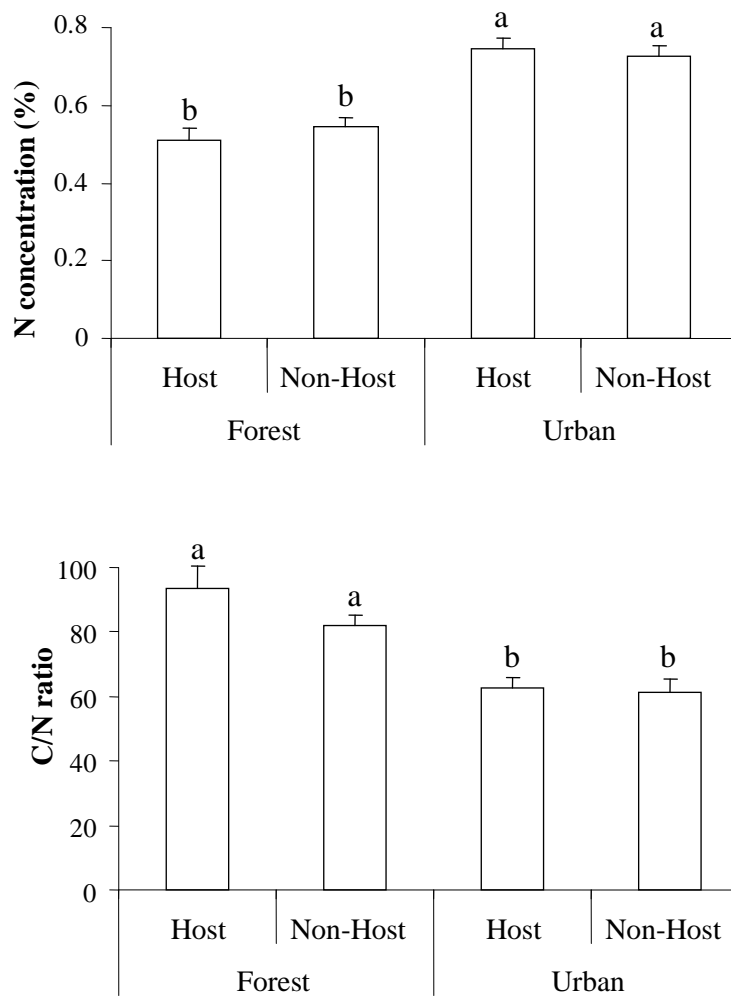 N concentration (%)
0.8
0.6
0.4
0.2
0
b
b
a
a
Host
Non-Host
Host
Non-Host
Forest
Urban
C/N ratio
100
80
60
40
20
0
a
a
b
b
Host
Non-Host
Host
Non-Host
Forest
Urban